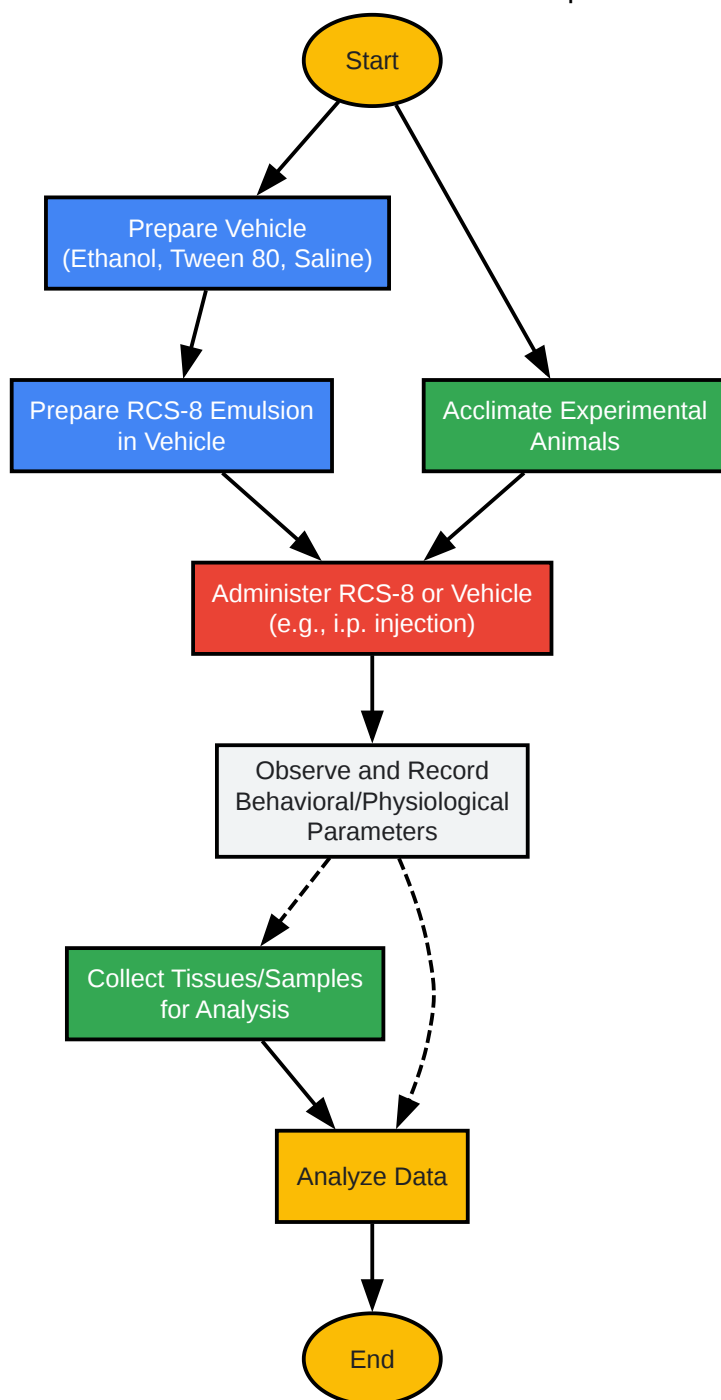 Start
Prepare Vehicle
(Ethanol, Tween 80, Saline)
Prepare RCS-8 Emulsion
in Vehicle
Acclimate Experimental
Animals
Administer RCS-8 or Vehicle
(e.g., i.p. injection)
Observe and Record
Behavioral/Physiological
Parameters
Collect Tissues/Samples
for Analysis
Analyze Data
End